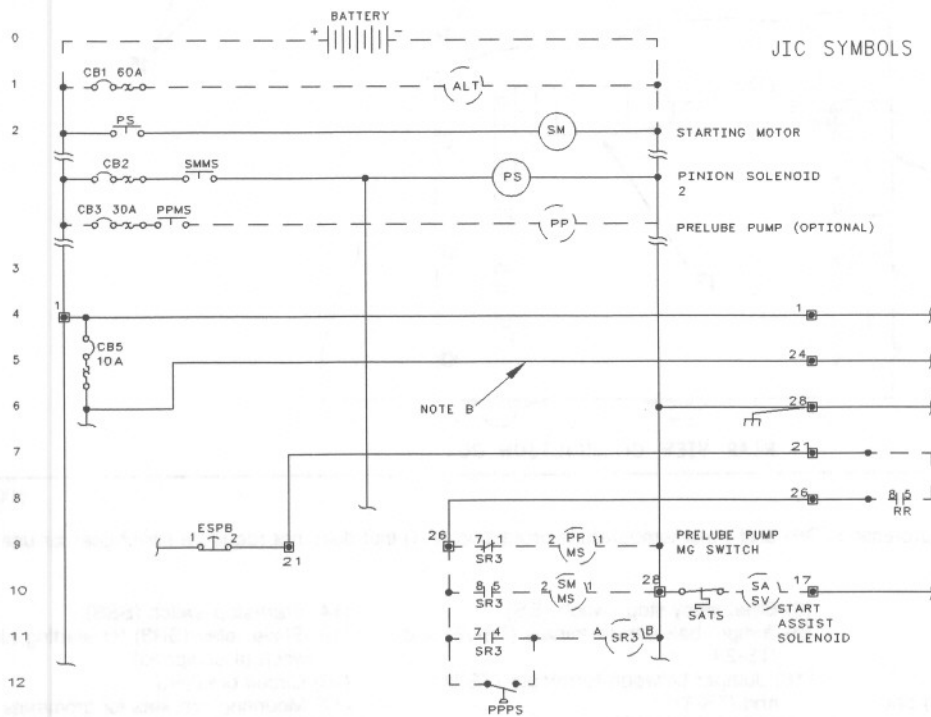 BATTERY
0 + -
JIC SYMBOLS
CB1 60A
1 ALT
PS
2 SM STARTING MOTOR
CB2 SMMS
PS PINION SOLENOID
2
CB3 30A PPMS
PP PRELUBE PUMP (OPTIONAL)
3
1
4 1
CB5
10A
5 24
NOTE B
6 28
7 21
8 26
8 5
RR
ESPB
1 2
26
9 7 1 2 PP 1 PRELUBE PUMP
21 SR3 MS MG SWITCH
10 8 5 2 SM 1 28 SA 17
SR3 MS SATS SV START
ASSIST
SOLENOID
11 7 4 A SR3 B
SR3
12
PPPS